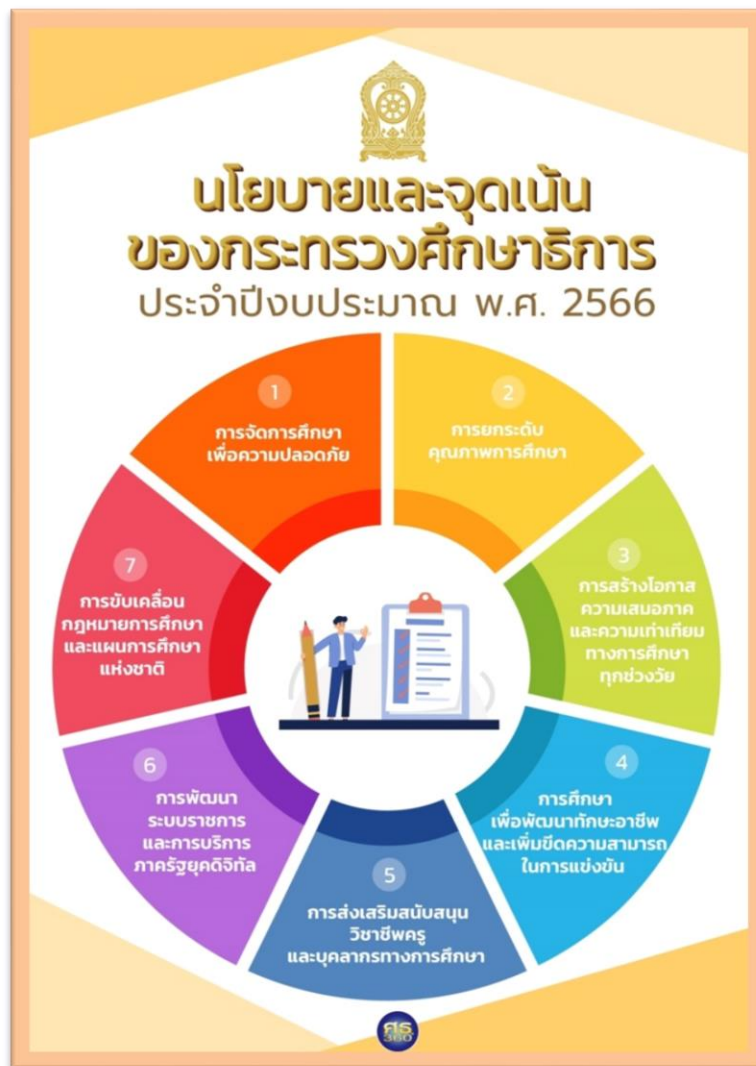 นโยบายและจุดเน้น
ของกระทรวงศึกษาธิการ
ประจำปีงบประมาณ พ.ศ. 2566
1
การจัดการศึกษา
เพื่อความปลอดภัย
2
การยกระดับ
คุณภาพการศึกษา
3
การสร้างโอกาส
ความเสมอภาค
และความเท่าเทียม
ทางการศึกษา
ทุกช่วงวัย
4
การศึกษา
เพื่อพัฒนาทักษะอาชีพ
และเพิ่มขีดความสามารถ
ในการแข่งขัน
5
การส่งเสริมสนับสนุน
วิชาชีพครู
และบุคลากรทางการศึกษา
6
การพัฒนา
ระบบราชการ
และการบริการ
ภาครัฐยุคดิจิทัล
7
การขับเคลื่อน
กฎหมายการศึกษา
และแผนการศึกษา
แห่งชาติ
ศธ.
360